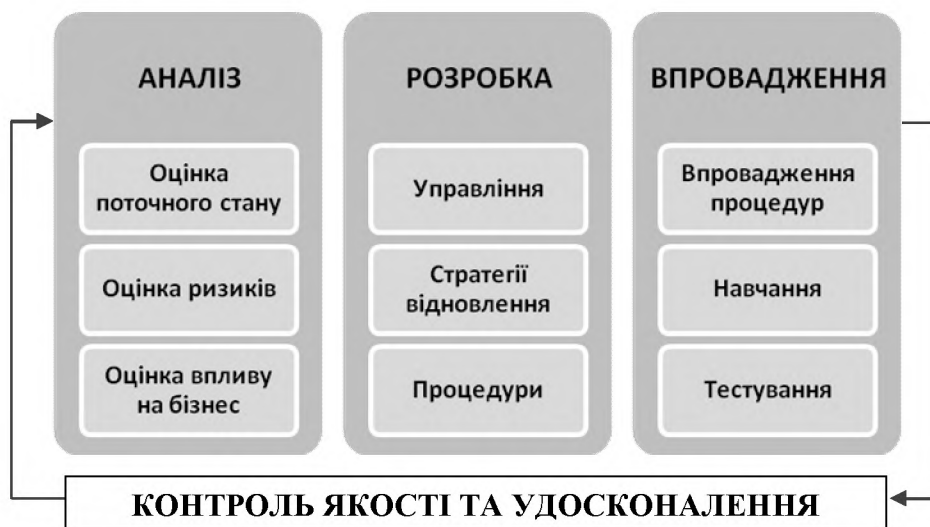 АНАЛІЗ
Оцінка
поточного стану
Оцінка ризиків
Оцінка впливу
на бізнес
РОЗРОБКА
Управління
Стратегії
відновлення
Процедури
ВПРОВАДЖЕННЯ
Впровадження
процедур
Навчання
Тестування
КОНТРОЛЬ ЯКОСТІ ТА УДОСКОНАЛЕННЯ